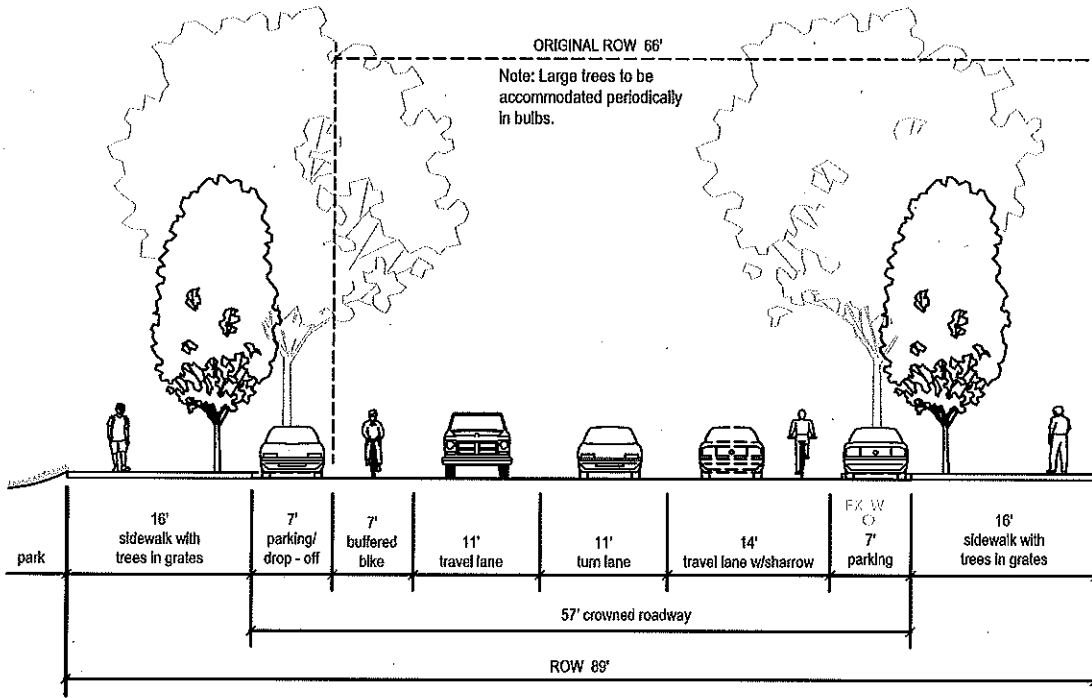 ORIGINAL ROW 66'
Note: Large trees to be
accommodated periodically
in bulbs.
park
16'
sidewalk with
trees in grates
7'
parking/
drop - off
7'
buffered
bike
11'
travel lane
11'
turn lane
14'
travel lane w/sharrow
EX W
7'
parking
16'
sidewalk with
trees in grates
57' crowned roadway
ROW 89'